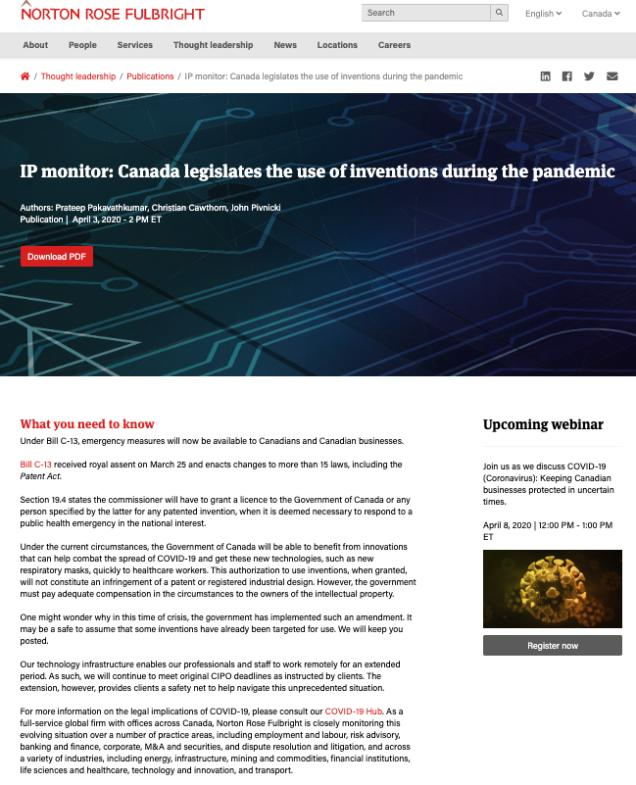 NORTON ROSE FULBRIGHT
Search
English
Canada
About People Services Thought leadership News Locations Careers
/ Thought leadership / Publications / IP monitor: Canada legislates the use of inventions during the pandemic
IP monitor: Canada legislates the use of inventions during the pandemic
Authors: Prateep Pakavathkumar, Christian Cawthorn, John Pivnicki
Publication | April 3, 2020 - 2 PM ET
Download PDF
What you need to know
Under Bill C-13, emergency measures will now be available to Canadians and Canadian businesses.
Bill C-13 received royal assent on March 25 and enacts changes to more than 15 laws, including the
Patent Act.
Section 19.4 states the commissioner will have to grant a licence to the Government of Canada or any
person specified by the latter for any patented invention, when it is deemed necessary to respond to a
public health emergency in the national interest.
Under the current circumstances, the Government of Canada will be able to benefit from innovations
that can help combat the spread of COVID-19 and get these new technologies, such as new
respiratory masks, quickly to healthcare workers. This authorization to use inventions, when granted,
will not constitute an infringement of a patent or registered industrial design. However, the government
must pay adequate compensation in the circumstances to the owners of the intellectual property.
One might wonder why in this time of crisis, the government has implemented such an amendment. It
may be a safe to assume that some inventions have already been targeted for use. We will keep you
posted.
Our technology infrastructure enables our professionals and staff to work remotely for an extended
period. As such, we will continue to meet original CIPO deadlines as instructed by clients. The
extension, however, provides clients a safety net to help navigate this unprecedented situation.
For more information on the legal implications of COVID-19, please consult our COVID-19 Hub. As a
full-service global firm with offices across Canada, Norton Rose Fulbright is closely monitoring this
evolving situation over a number of practice areas, including employment and labour, risk advisory,
banking and finance, corporate, M&A and securities, and dispute resolution and litigation, and across
a variety of industries, including energy, infrastructure, mining and commodities, financial institutions,
life sciences and healthcare, technology and innovation, and transport.
Upcoming webinar
Join us as we discuss COVID-19
(Coronavirus): Keeping Canadian
businesses protected in uncertain
times.
April 8, 2020 | 12:00 PM - 1:00 PM
ET
Register now